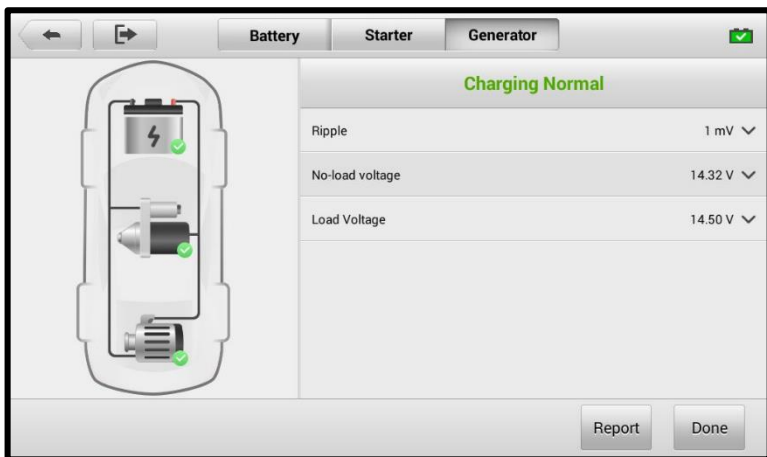 Battery Starter Generator
Charging Normal
Ripple 1 mV
No-load voltage 14.32 V
Load Voltage 14.50 V
Report Done